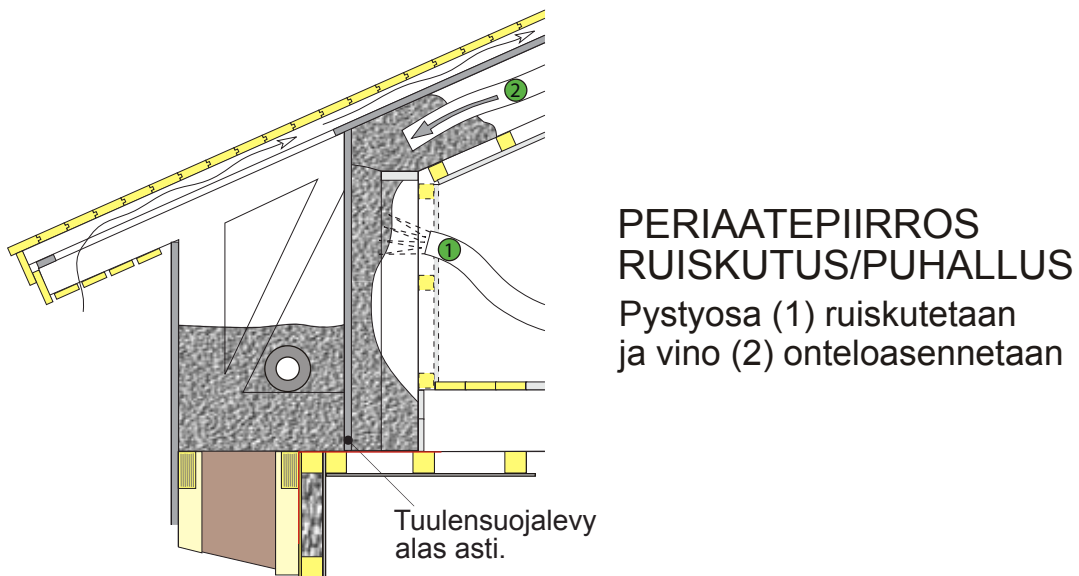 2
1
PERIAATEPIIRROS
RUISKUTUS/PUHALLUS
Pystyosa (1) ruiskutetaan
ja vino (2) onteloasennetaan
Tuulensuojalevy
alas asti.